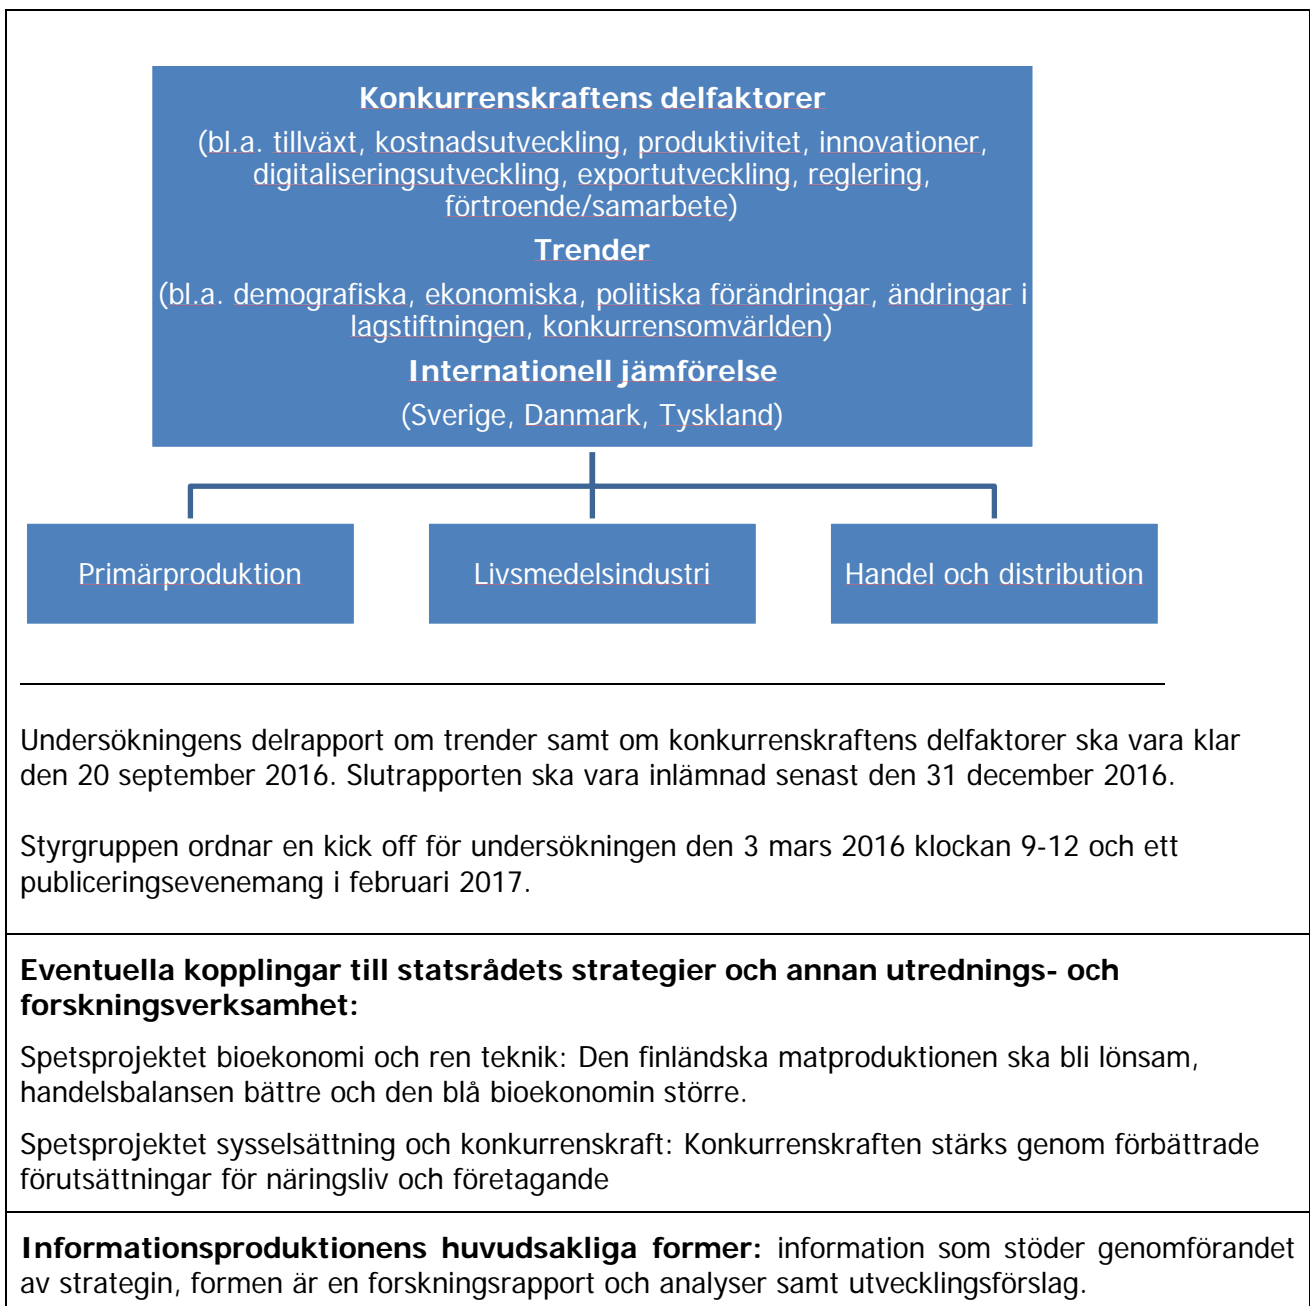 Konkurrenskraftens delfaktorer
(bl.a. tillväxt, kostnadsutveckling, produktivitet, innovationer,
digitaliseringsutveckling, exportutveckling, reglering,
förtroende/samarbete)
Trender
(bl.a. demografiska, ekonomiska, politiska förändringar, ändringar i
lagstiftningen, konkurrensomvärlden)
Internationell jämförelse
(Sverige, Danmark, Tyskland)
Primärproduktion
Livsmedelsindustri
Handel och distribution
Undersökningens delrapport om trender samt om konkurrenskraftens delfaktorer ska vara klar
den 20 september 2016. Slutrapporten ska vara inlämnad senast den 31 december 2016.
Styrgruppen ordnar en kick off för undersökningen den 3 mars 2016 klockan 9-12 och ett
publiceringsevenemang i februari 2017.
Eventuella kopplingar till statsrådets strategier och annan utrednings- och
forskningsverksamhet:
Spetsprojektet bioekonomi och ren teknik: Den finländska matproduktionen ska bli lönsam,
handelsbalansen bättre och den blå bioekonomin större.
Spetsprojektet sysselsättning och konkurrenskraft: Konkurrenskraften stärks genom förbättrade
förutsättningar för näringsliv och företagande
Informationsproduktionens huvudsakliga former: information som stöder genomförandet
av strategin, formen är en forskningsrapport och analyser samt utvecklingsförslag.